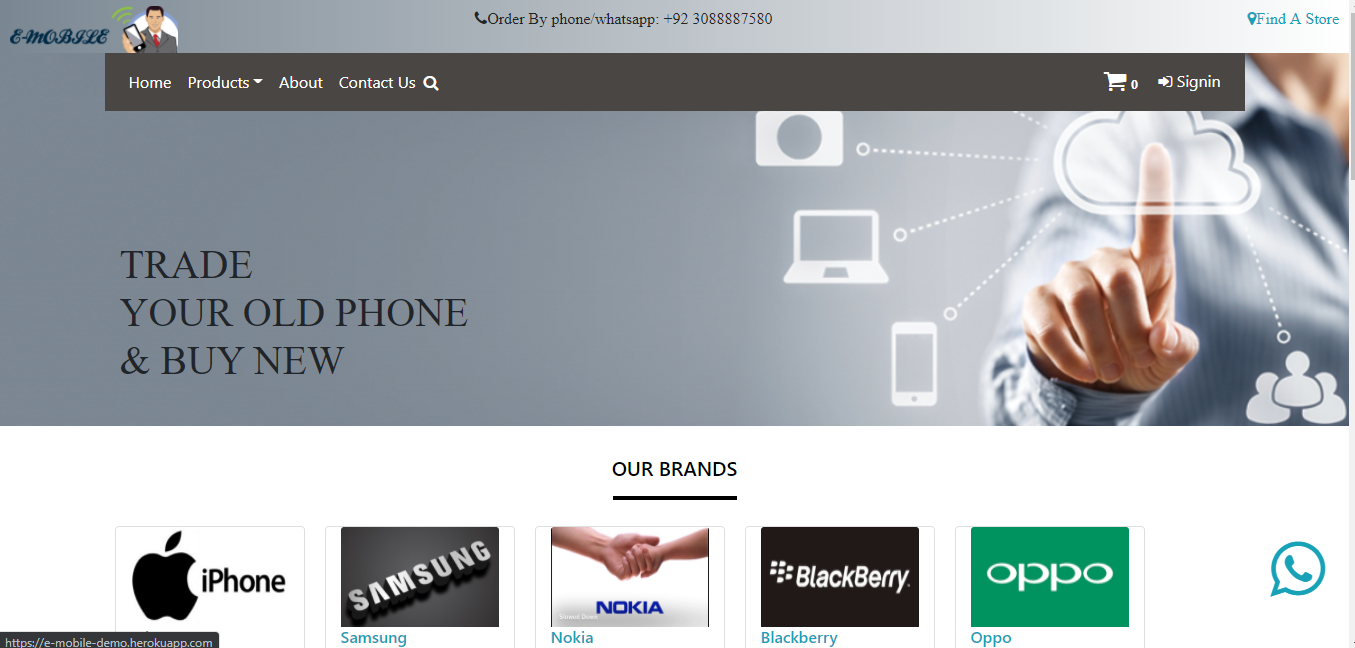 E-MOBILE
Order By phone/whatsapp: +92 3088887580
Find A Store
Home Products About Contact Us
0 Signin
TRADE
YOUR OLD PHONE
& BUY NEW
OUR BRANDS
iPhone
SAMSUNG
NOKIA
BlackBerry.
oppo
Samsung
Nokia
Blackberry
Oppo
https://e-mobile-demo.herokuapp.com